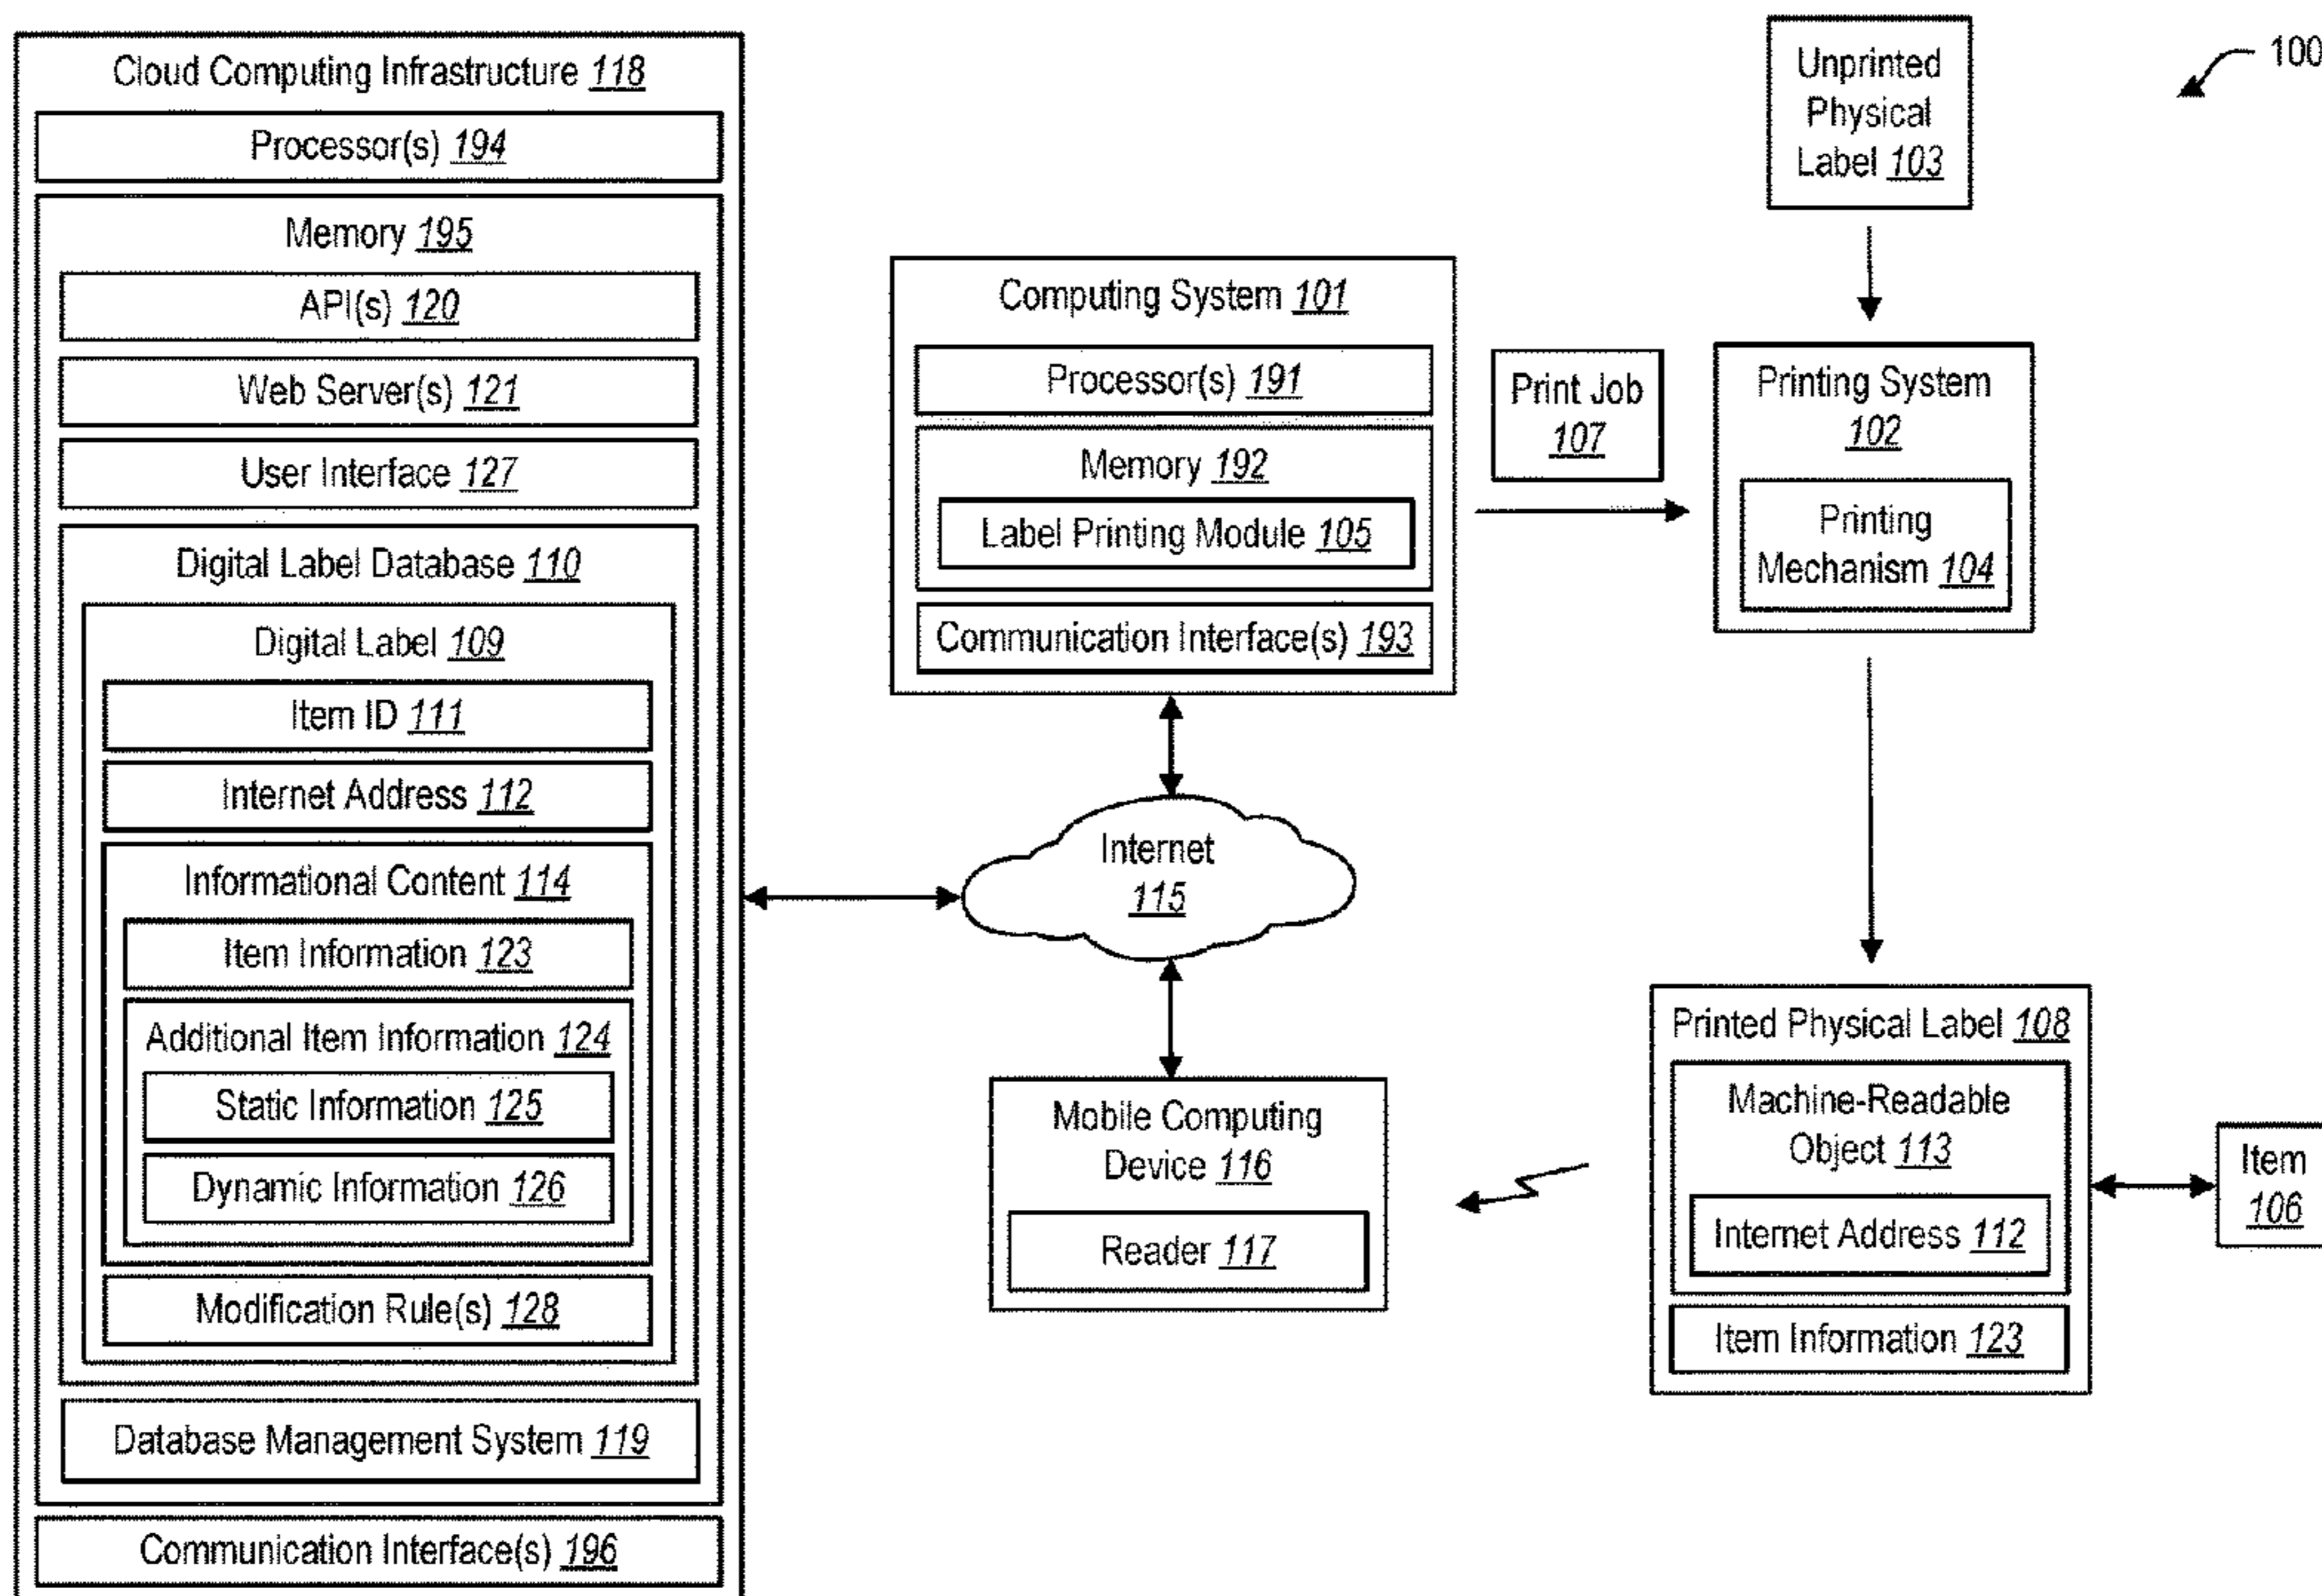 Cloud Computing Infrastructure 118
Processor(s) 194
Memory 195
API(s) 120
Web Server(s) 121
User Interface 127
Digital Label Database 110
Digital Label 109
Item ID 111
Internet Address 112
Informational Content 114
Item Information 123
Additional Item Information 124
Static Information 125
Dynamic Information 126
Modification Rule(s) 128
Database Management System 119
Communication Interface(s) 196
Computing System 101
Processor(s) 191
Memory 192
Label Printing Module 105
Communication Interface(s) 193
Internet
115
Mobile Computing
Device 116
Reader 117
Print Job
107
Unprinted
Physical
Label 103
100
Printing System
102
Printing
Mechanism 104
Printed Physical Label 108
Machine-Readable
Object 113
Internet Address 112
Item Information 123
Item
106